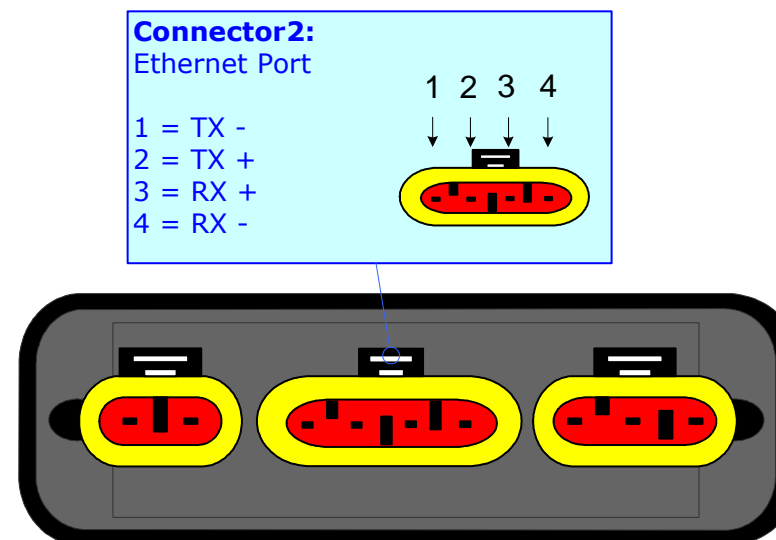 Connector2:
Ethernet Port
1 2 3 4
1 = TX -
2 = TX +
3 = RX +
4 = RX -